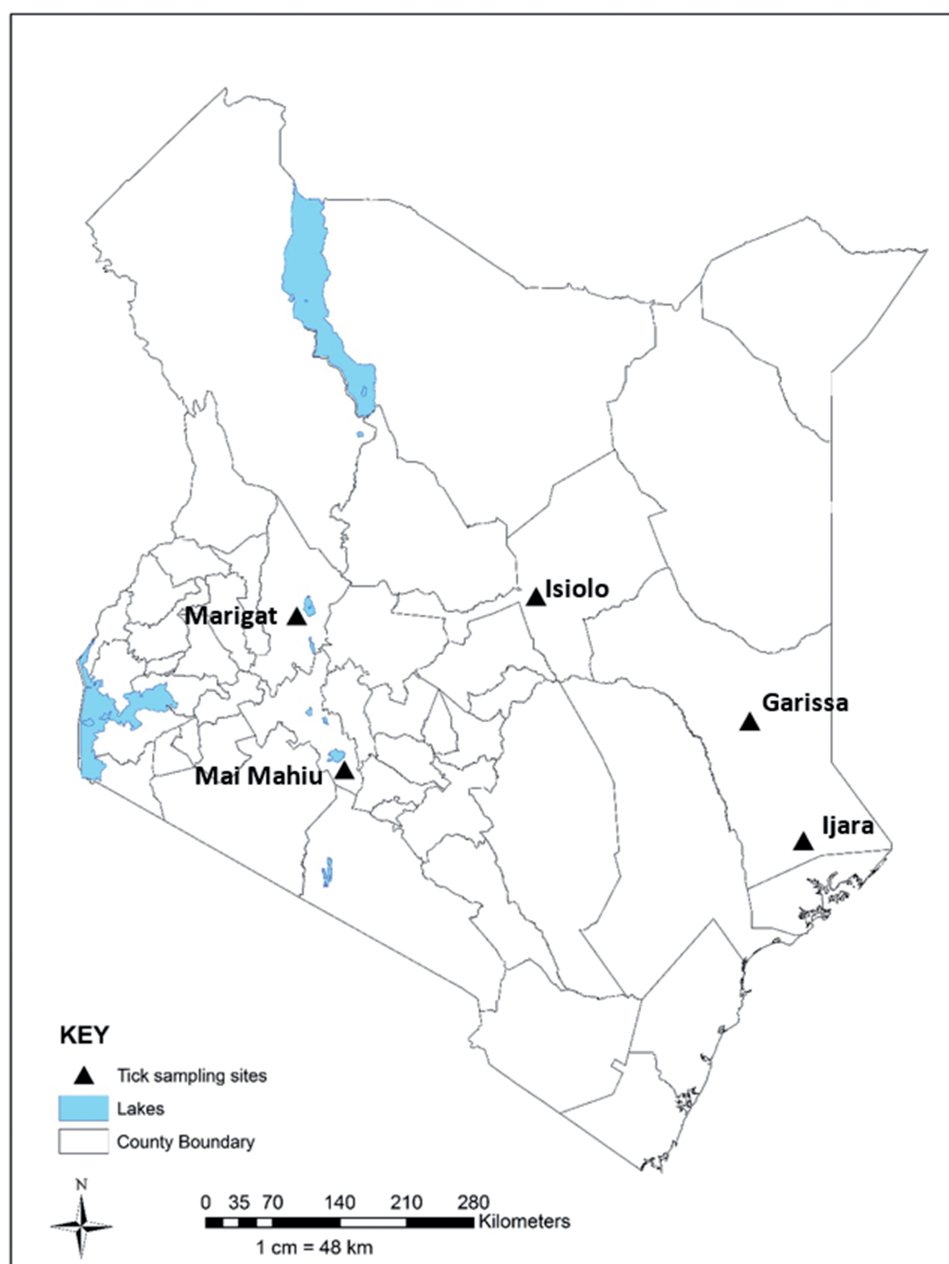 Isiolo
Marigat
Garissa
Mai Mahiu
Ijara
KEY
Tick sampling sites
Lakes
County Boundary
N
0 35 70 140 210 280
Kilometers
1 cm = 48 km